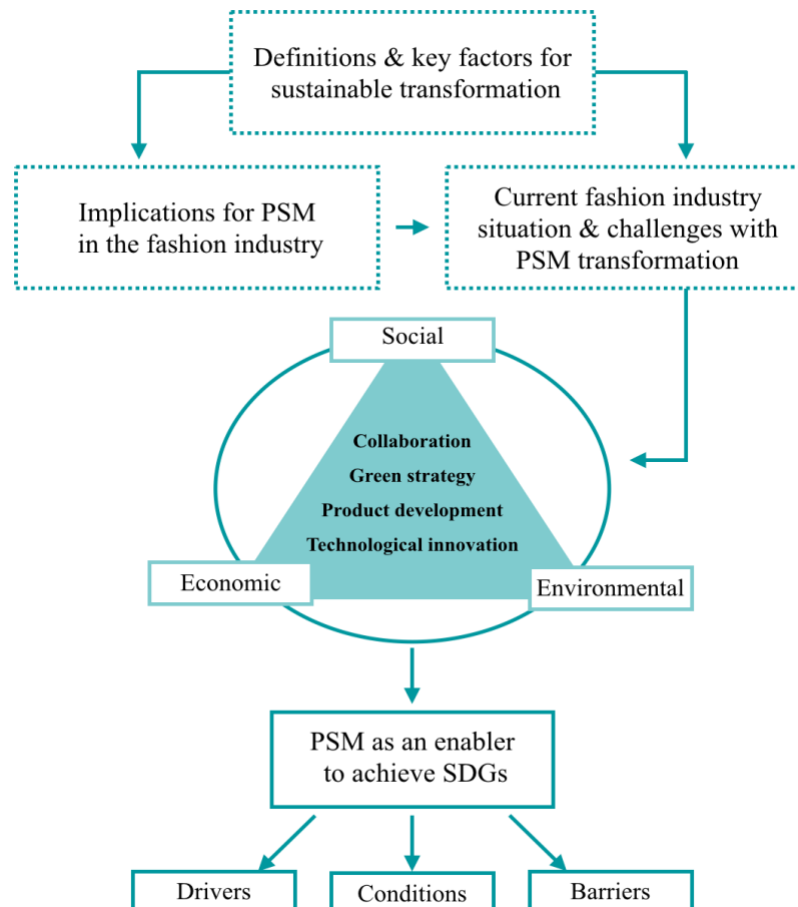 Definitions & key factors for
sustainable transformation
Implications for PSM
in the fashion industry
Current fashion industry
situation & challenges with
PSM transformation
Social
Collaboration
Green strategy
Product development
Technological innovation
Economic
Environmental
PSM as an enabler
to achieve SDGs
Drivers
Conditions
Barriers